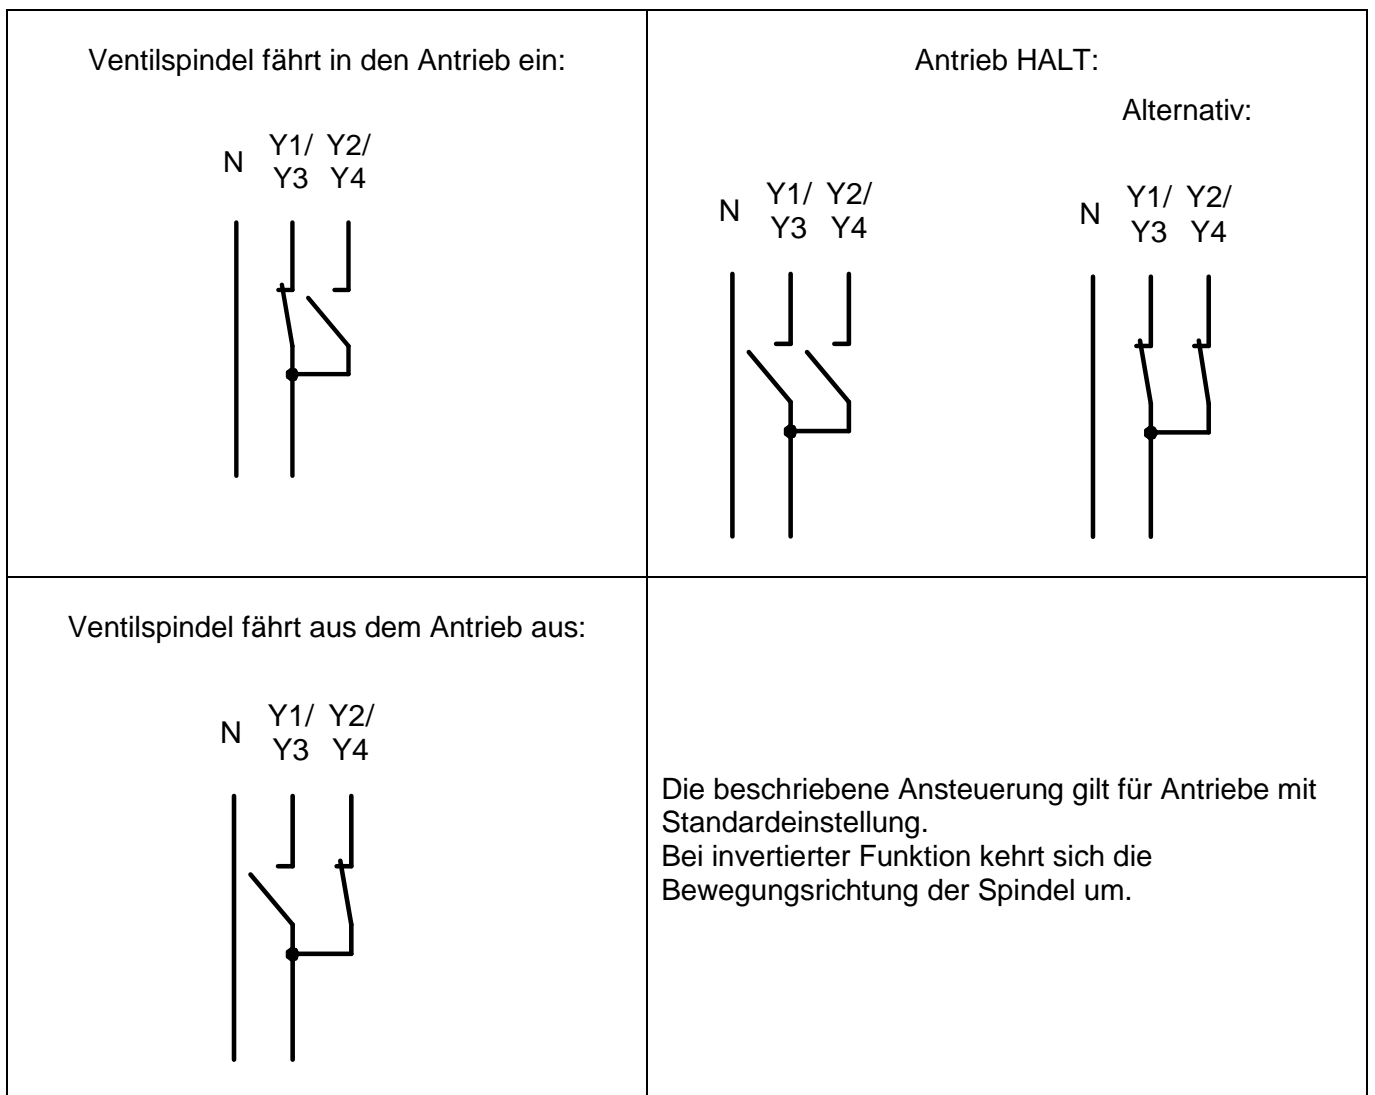 Ventilspindel fährt in den Antrieb ein:
N Y1/ Y2/
Y3 Y4
Antrieb HALT:
Alternativ:
N Y1/ Y2/
Y3 Y4
N Y1/ Y2/
Y3 Y4
Ventilspindel fährt aus dem Antrieb aus:
N Y1/ Y2/
Y3 Y4
Die beschriebene Ansteuerung gilt für Antriebe mit
Standardeinstellung.
Bei invertierter Funktion kehrt sich die
Bewegungsrichtung der Spindel um.